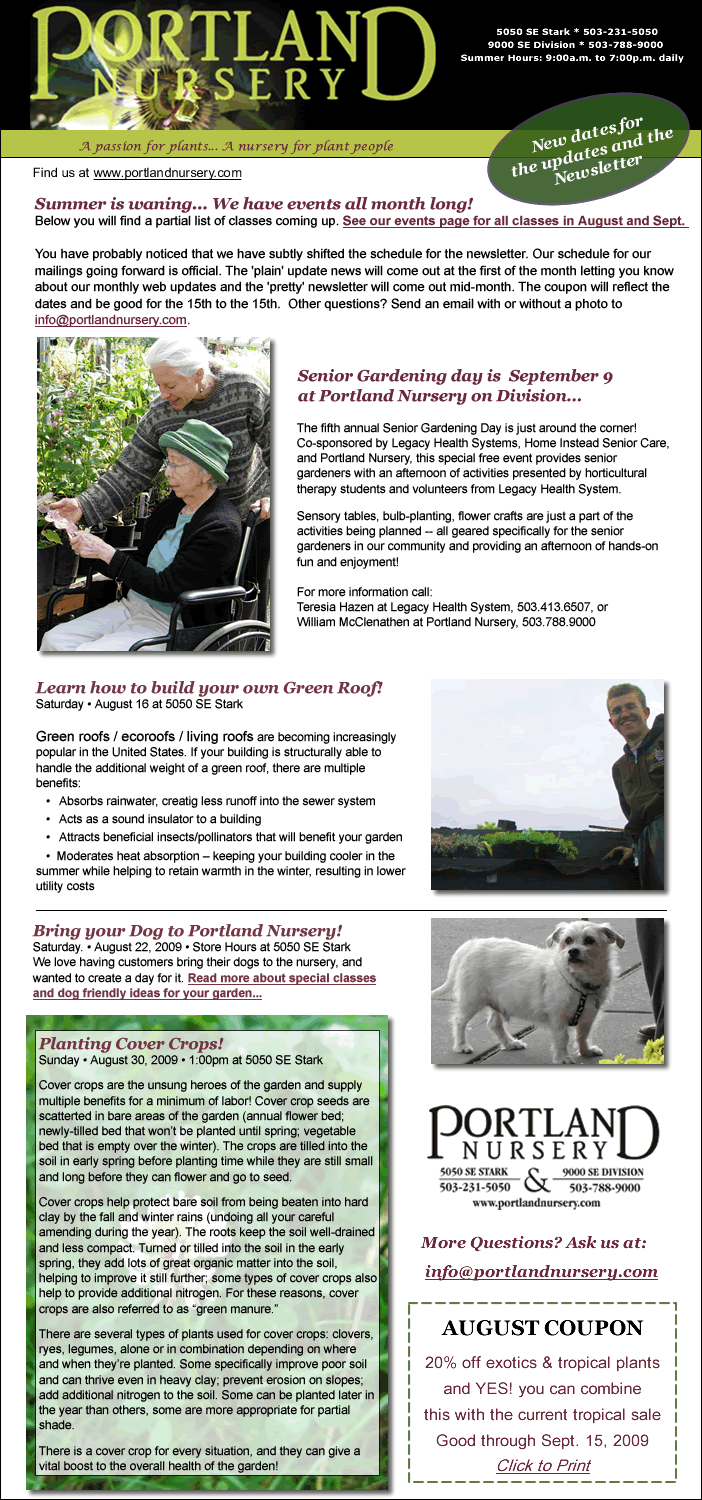 PORTLAND
NURSERY
5050 SE Stark * 503-231-5050
9000 SE Division * 503-788-9000
Summer Hours: 9:00a.m. to 7:00p.m. daily
A passion for plants... A nursery for plant people
New dates for
the updates and the
Newsletter
Find us at www.portlandnursery.com
Summer is waning... We have events all month long!
Below you will find a partial list of classes coming up. See our events page for all classes in August and Sept.
You have probably noticed that we have subtly shifted the schedule for the newsletter. Our schedule for our
mailings going forward is official. The 'plain' update news will come out at the first of the month letting you know
about our monthly web updates and the 'pretty' newsletter will come out mid-month. The coupon will reflect the
dates and be good for the 15th to the 15th. Other questions? Send an email with or without a photo to
info@portlandnursery.com.
Senior Gardening day is September 9
at Portland Nursery on Division...
The fifth annual Senior Gardening Day is just around the corner!
Co-sponsored by Legacy Health Systems, Home Instead Senior Care,
and Portland Nursery, this special free event provides senior
gardeners with an afternoon of activities presented by horticultural
therapy students and volunteers from Legacy Health System.
Sensory tables, bulb-planting, flower crafts are just a part of the
activities being planned -- all geared specifically for the senior
gardeners in our community and providing an afternoon of hands-on
fun and enjoyment!
For more information call:
Teresia Hazen at Legacy Health System, 503.413.6507, or
William McClenathen at Portland Nursery, 503.788.9000
Learn how to build your own Green Roof!
Saturday • August 16 at 5050 SE Stark
Green roofs / ecoroofs / living roofs are becoming increasingly
popular in the United States. If your building is structurally able to
handle the additional weight of a green roof, there are multiple
benefits:
• Absorbs rainwater, creatig less runoff into the sewer system
• Acts as a sound insulator to a building
• Attracts beneficial insects/pollinators that will benefit your garden
• Moderates heat absorption – keeping your building cooler in the
summer while helping to retain warmth in the winter, resulting in lower
utility costs
Bring your Dog to Portland Nursery!
Saturday. • August 22, 2009 • Store Hours at 5050 SE Stark
We love having customers bring their dogs to the nursery, and
wanted to create a day for it. Read more about special classes
and dog friendly ideas for your garden...
Planting Cover Crops!
Sunday • August 30, 2009 • 1:00pm at 5050 SE Stark
Cover crops are the unsung heroes of the garden and supply
multiple benefits for a minimum of labor! Cover crop seeds are
scatterted in bare areas of the garden (annual flower bed;
newly-tilled bed that won't be planted until spring; vegetable
bed that is empty over the winter). The crops are tilled into the
soil in early spring before planting time while they are still small
and long before they can flower and go to seed.
Cover crops help protect bare soil from being beaten into hard
clay by the fall and winter rains (undoing all your careful
amending during the year). The roots keep the soil well-drained
and less compact. Turned or tilled into the soil in the early
spring, they add lots of great organic matter into the soil,
helping to improve it still further; some types of cover crops also
help to provide additional nitrogen. For these reasons, cover
crops are also referred to as “green manure.”
There are several types of plants used for cover crops: clovers,
ryes, legumes, alone or in combination depending on where
and when they're planted. Some specifically improve poor soil
and can thrive even in heavy clay; prevent erosion on slopes;
add additional nitrogen to the soil. Some can be planted later in
the year than others, some are more appropriate for partial
shade.
There is a cover crop for every situation, and they can give a
vital boost to the overall health of the garden!
PORTLAND
NURSERY
5050 SE STARK & 9000 SE DIVISION
503-231-5050 503-788-9000
www.portlandnursery.com
More Questions? Ask us at:
info@portlandnursery.com
AUGUST COUPON
20% off exotics & tropical plants
and YES! you can combine
this with the current tropical sale
Good through Sept. 15, 2009
Click to Print